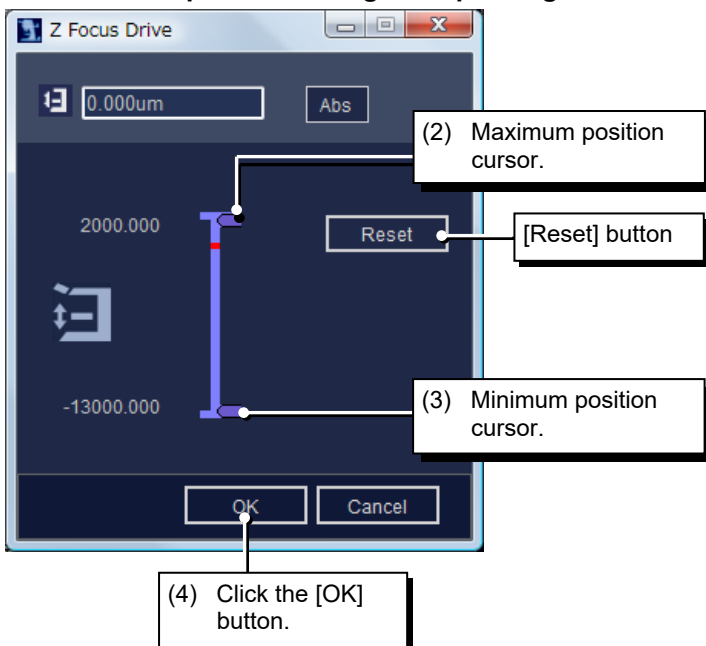 Z Focus Drive
0.000um
Abs
(2) Maximum position
cursor.
2000.000
Reset
[Reset] button
-13000.000
(3) Minimum position
cursor.
OK
Cancel
(4) Click the [OK]
button.